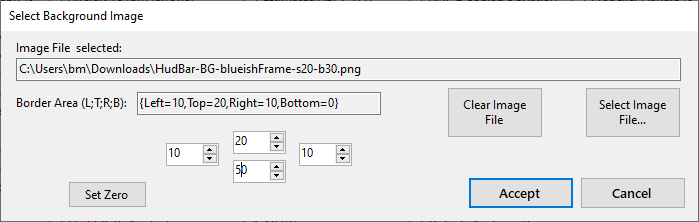 Select Background Image
Image File selected:
C:\Users\bm\Downloads\HudBar-BG-blueishFrame-s20-b30.png
Border Area (L;T;R;B): {Left=10,Top=20,Right=10,Bottom=0}
Clear Image
File
Select Image
File...
20
10
10
50
Set Zero
Accept
Cancel